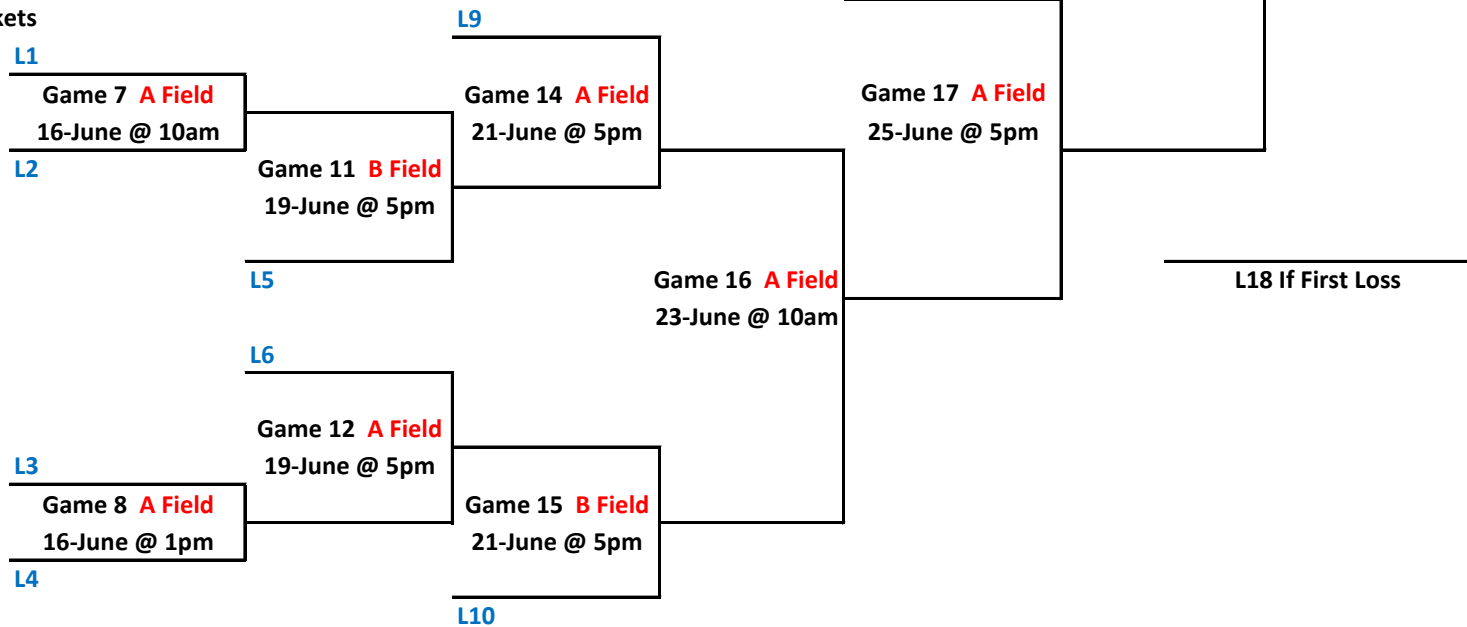 L9
L1
Game 7 A Field
16-June @ 10am
L2
Game 14 A Field
21-June @ 5pm
Game 17 A Field
25-June @ 5pm
Game 11 B Field
19-June @ 5pm
L5
Game 16 A Field
23-June @ 10am
L18 If First Loss
L6
Game 12 A Field
19-June @ 5pm
L3
Game 8 A Field
16-June @ 1pm
L4
Game 15 B Field
21-June @ 5pm
L10